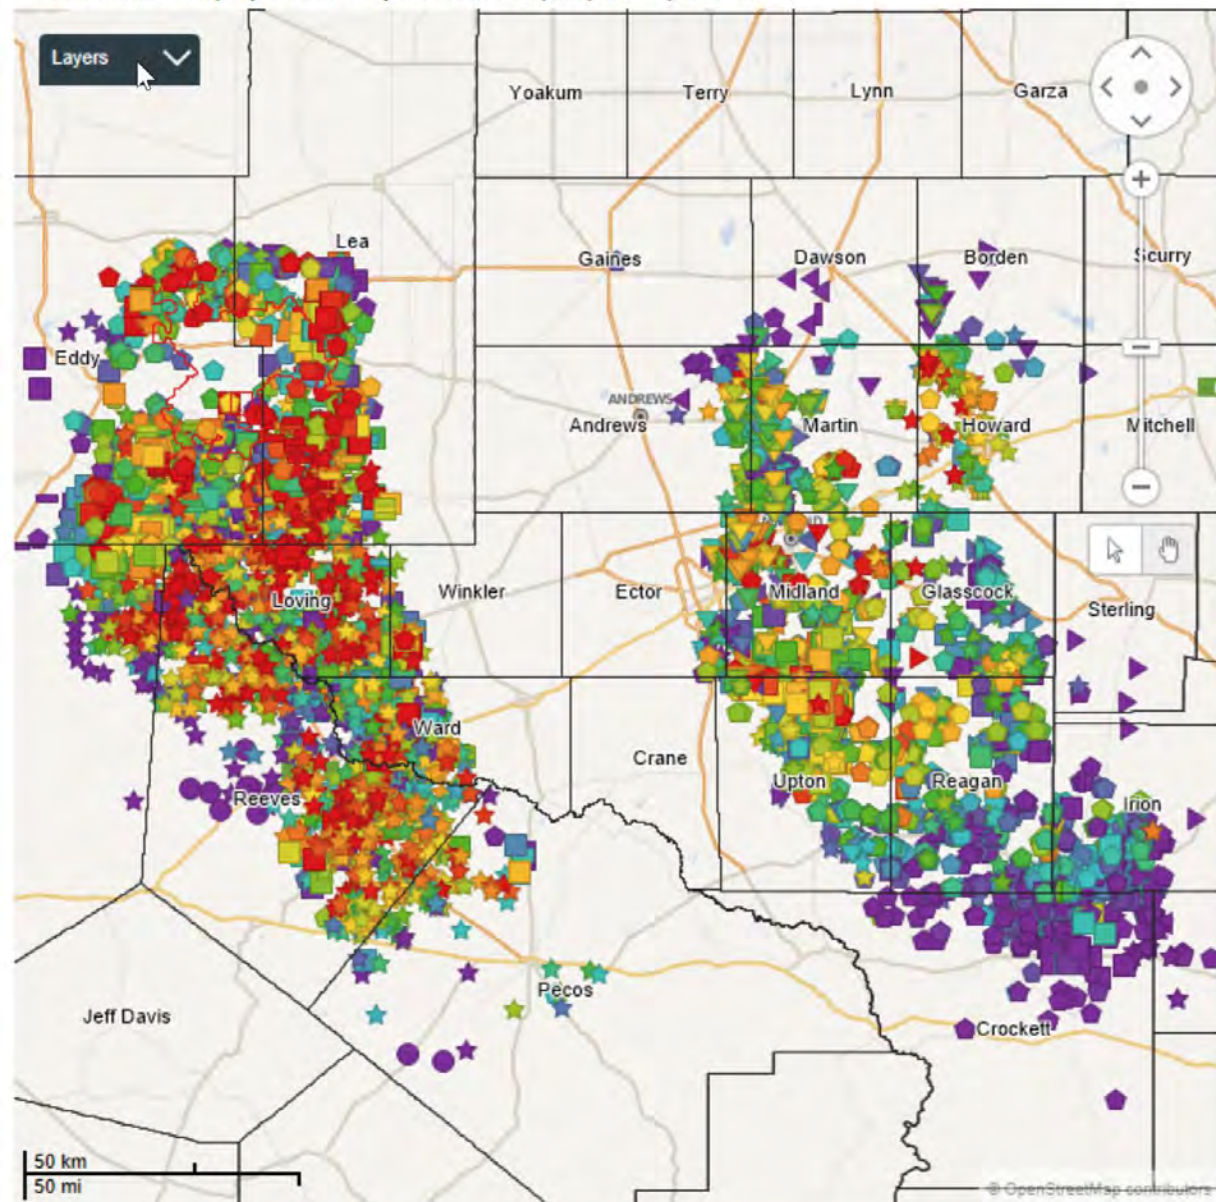 Layers
Yoakum
Terry
Lynn
Garza
Lea
Gaines
Dawson
Borden
Scurry
Eddy
ANDREWS
Andrews
Martin
Howard
Mitchell
Loving
Winkler
Ector
Midland
Glasscock
Sterling
Ward
Crane
Upton
Reagan
Irion
Reeves
Pecos
Jeff Davis
Crockett
50 km
50 mi
© OpenStreetMap contributors